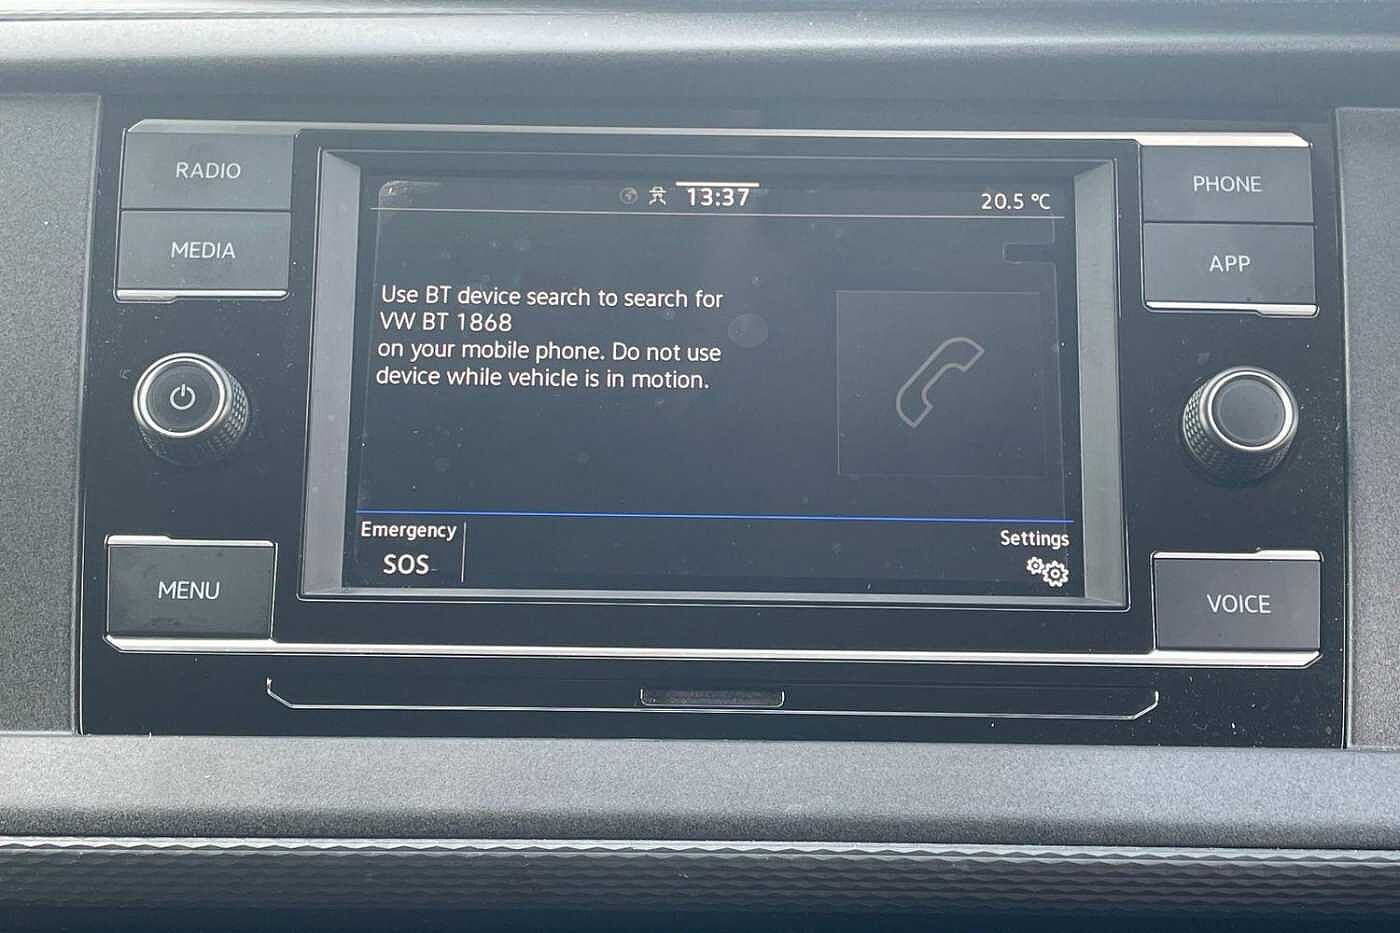 RADIO
MEDIA
MENU
13:37
20.5 °C
Use BT device search to search for
VW BT 1868
on your mobile phone. Do not use
device while vehicle is in motion.
Emergency
SOS
Settings
PHONE
APP
VOICE